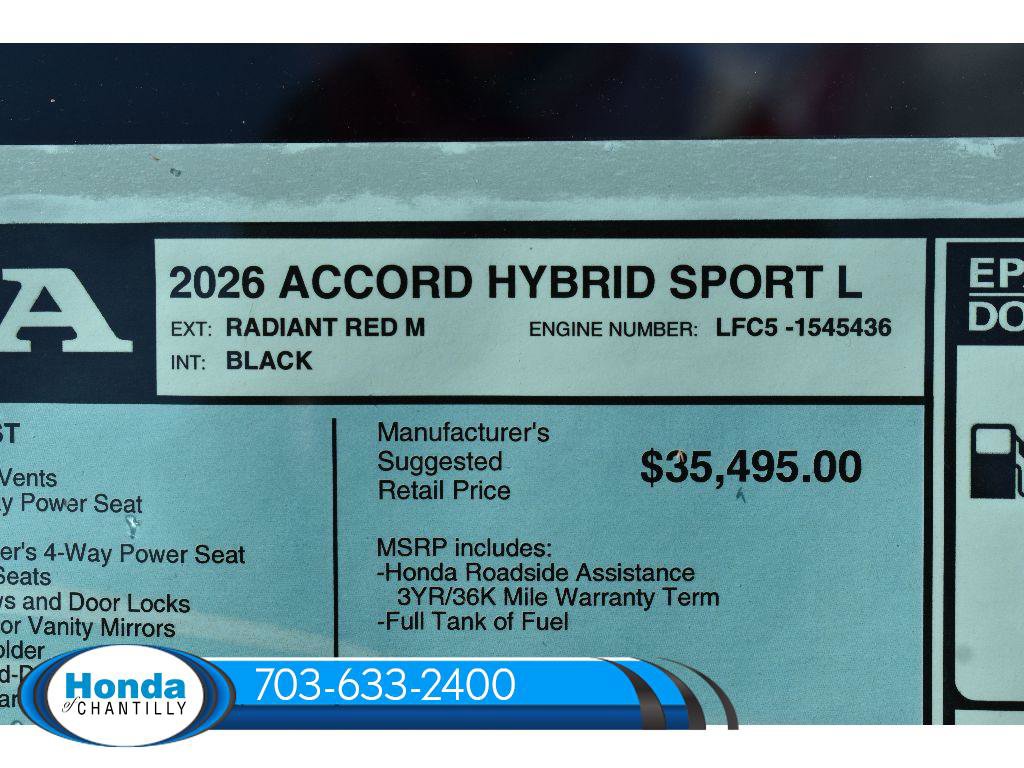 A
2026 ACCORD HYBRID SPORT L
EXT: RADIANT RED M ENGINE NUMBER: LFC5 -1545436
INT: BLACK
EP
DO
ST
Vents
y Power Seat
er's 4-Way Power Seat
Seats
s and Door Locks
or Vanity Mirrors
older
d-D
ar
Manufacturer's
Suggested
Retail Price
$35,495.00
MSRP includes:
-Honda Roadside Assistance
3YR/36K Mile Warranty Term
-Full Tank of Fuel
Honda
of CHANTILLY
703-633-2400